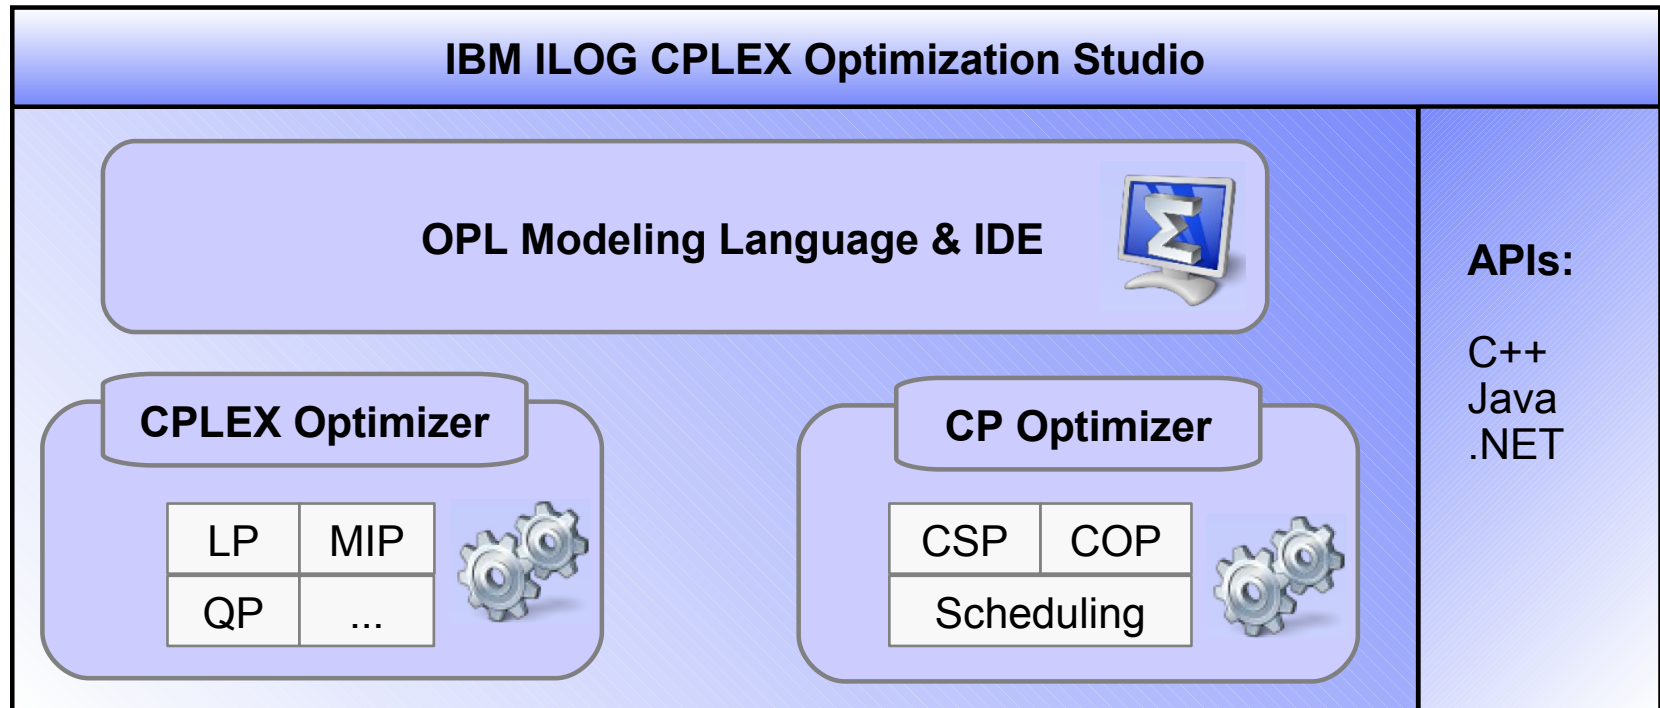 IBM ILOG CPLEX Optimization Studio
OPL Modeling Language & IDE
CPLEX Optimizer
LP MIP
QP ...
CP Optimizer
CSP COP
Scheduling
APIs:
C++
Java
.NET